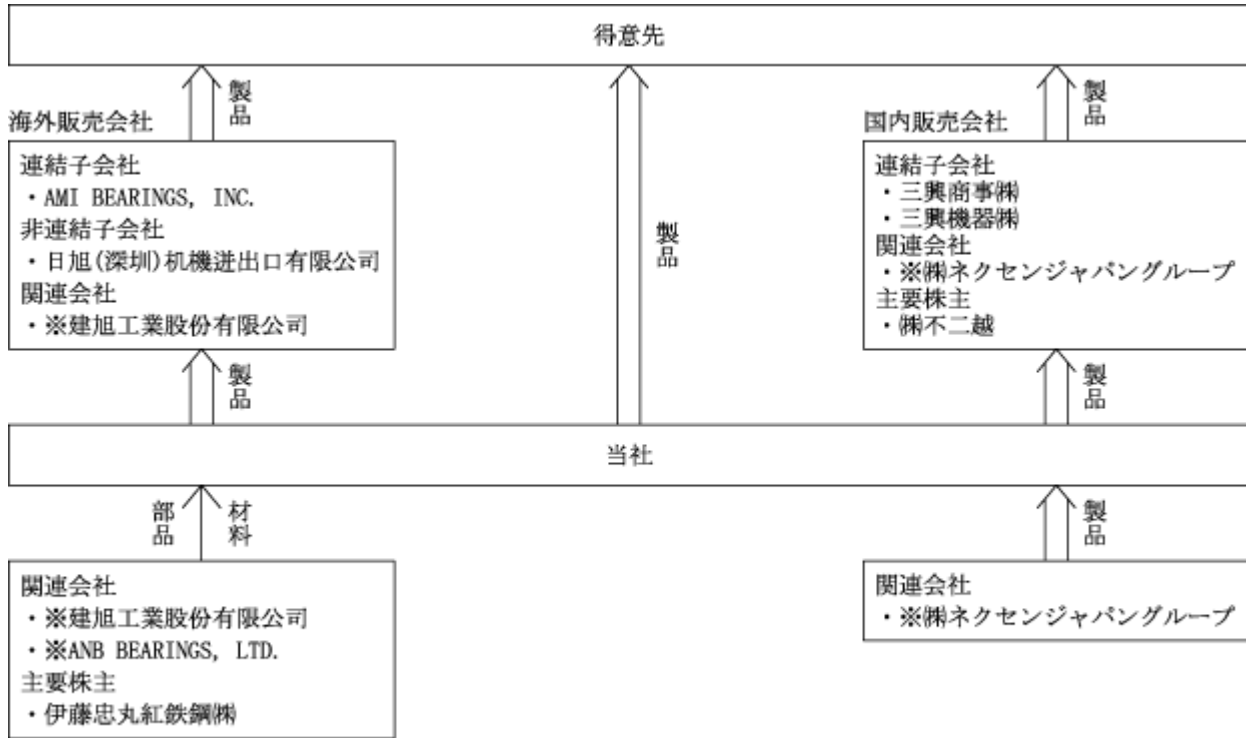 得意先
製品
製品
製品
海外販売会社
連結子会社
・AMI BEARINGS, INC.
非連結子会社
・日旭(深圳)机機迸出口有限公司
関連会社
・※建旭工業股份有限公司
国内販売会社
連結子会社
・三興商事㈱
・三興機器㈱
関連会社
・※㈱ネクセンジャパングループ
主要株主
・㈱不二越
製品
製品
当社
部品
材料
製品
関連会社
・※建旭工業股份有限公司
・※ANB BEARINGS, LTD.
主要株主
・伊藤忠丸紅鉄鋼㈱
関連会社
・※㈱ネクセンジャパングループ